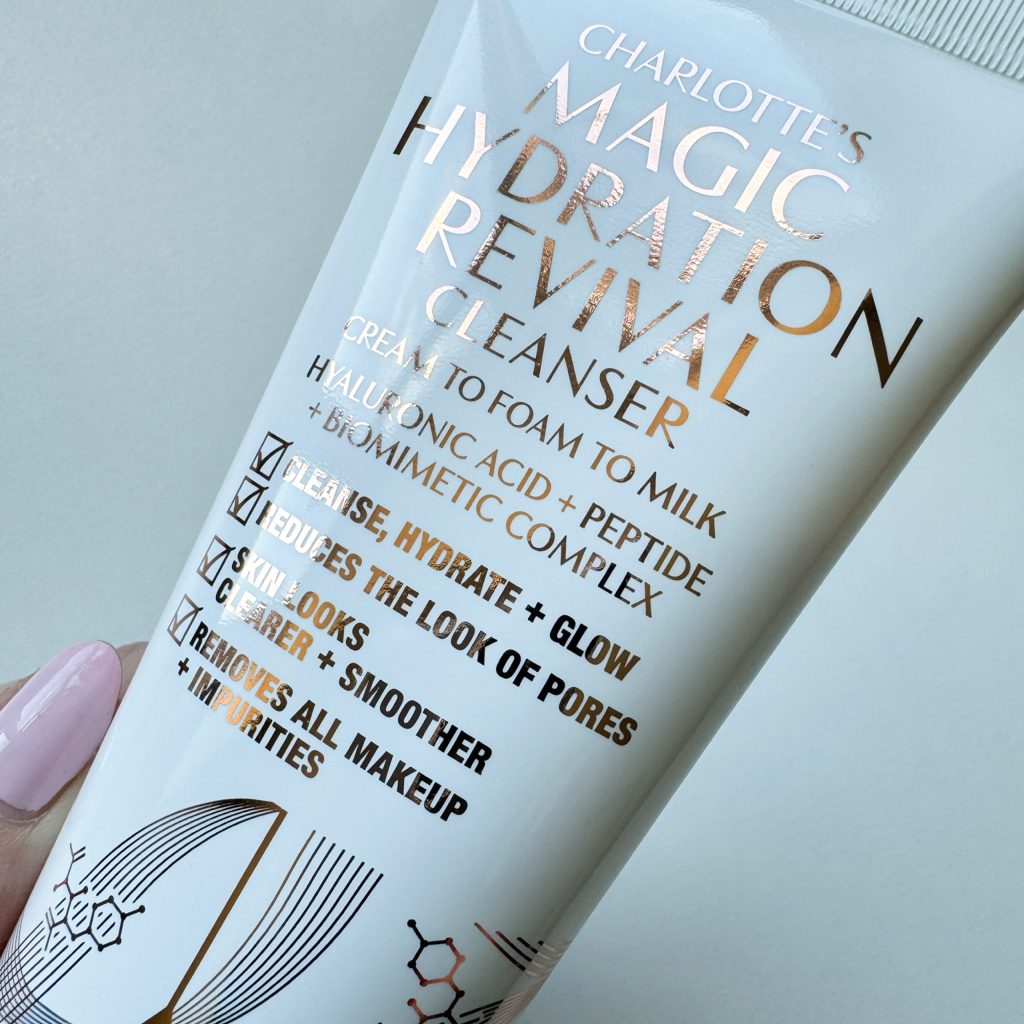 CHARLOTTE'S
MAGIC
HYDRATION
REVIVAL
CLEANSER
CREAM TO FOAM TO MILK
HYALURONIC ACID + PEPTIDE
+ BIOMIMETIC COMPLEX
CLEANSE, HYDRATE + GLOW
REDUCES THE LOOK OF PORES
SKIN LOOKS
CLEARER + SMOOTHER
REMOVES ALL MAKEUP
+ IMPURITIES